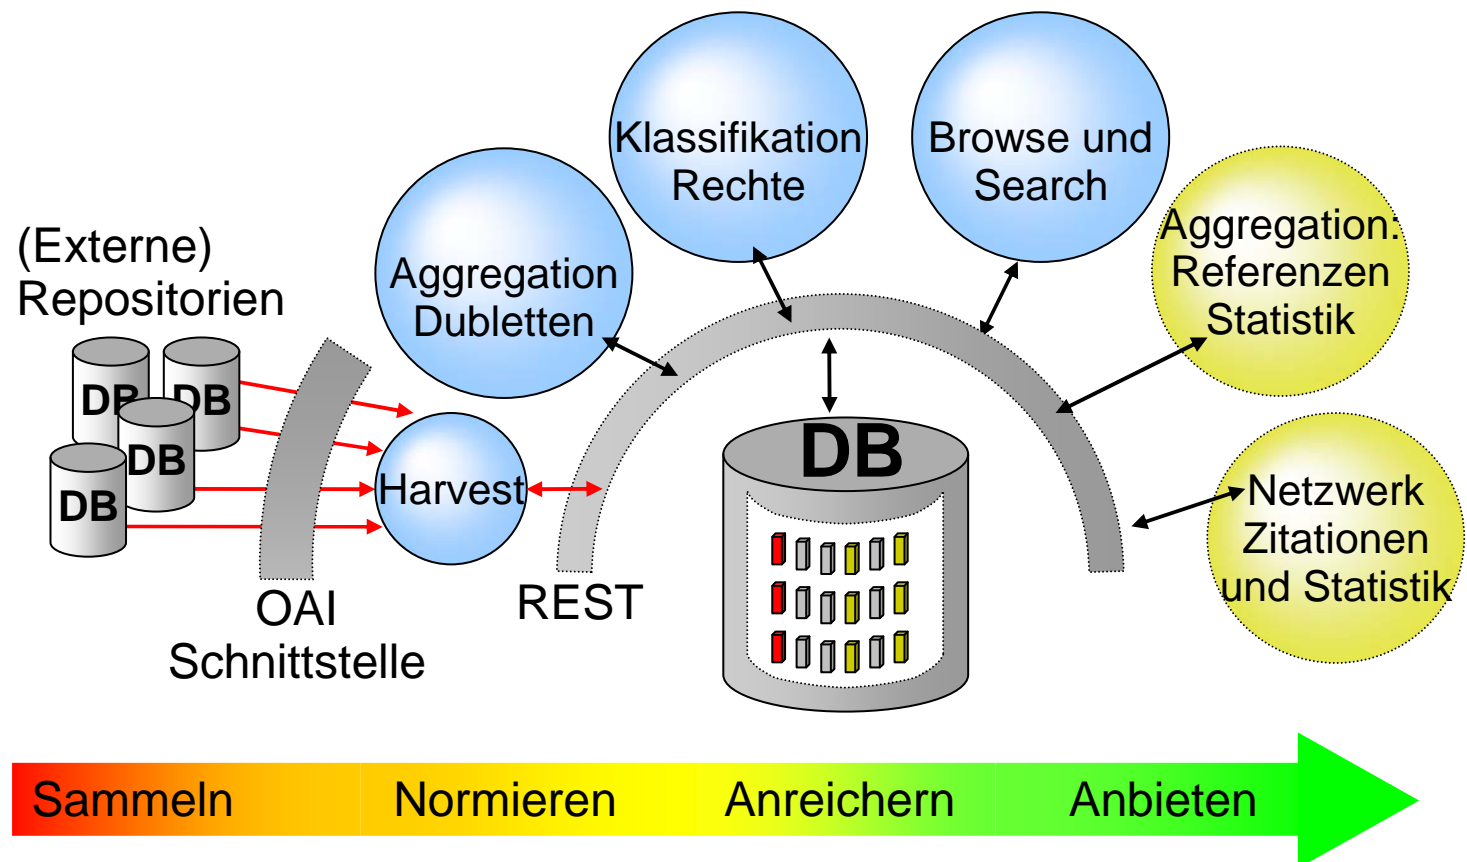 Klassifikation
Rechte
Browse und
Search
Aggregation:
Referenzen
Statistik
(Externe)
Repositorien
Aggregation
Dubletten
DB
DB
DB
DB
Harvest
DB
Netzwerk
Zitationen
und Statistik
OAI
Schnittstelle
REST
Sammeln
Normieren
Anreichern
Anbieten